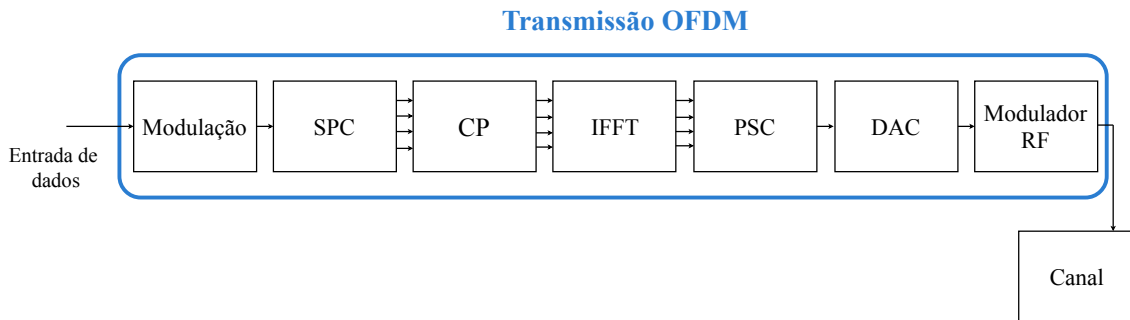 Transmissão OFDM
Modulação
SPC
CP
IFFT
PSC
DAC
Modulador
RF
Entrada de
dados
Canal